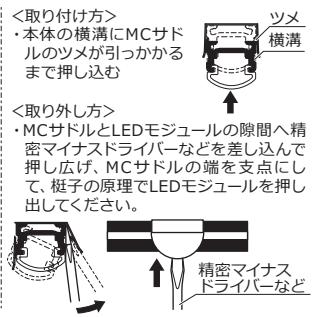 ＜取り付け方＞
・本体の横溝にMCサド
ルのツメが引っかかる
まで押し込む
ツメ
横溝
＜取り外し方＞
・MCサドルとLEDモジュールの隙間へ精
密マイナスドライバーなどを差し込んで
押し広げ、MCサドルの端を支点にし
て、梃子の原理でLEDモジュールを押し
出してください。
精密マイナス
ドライバーなど